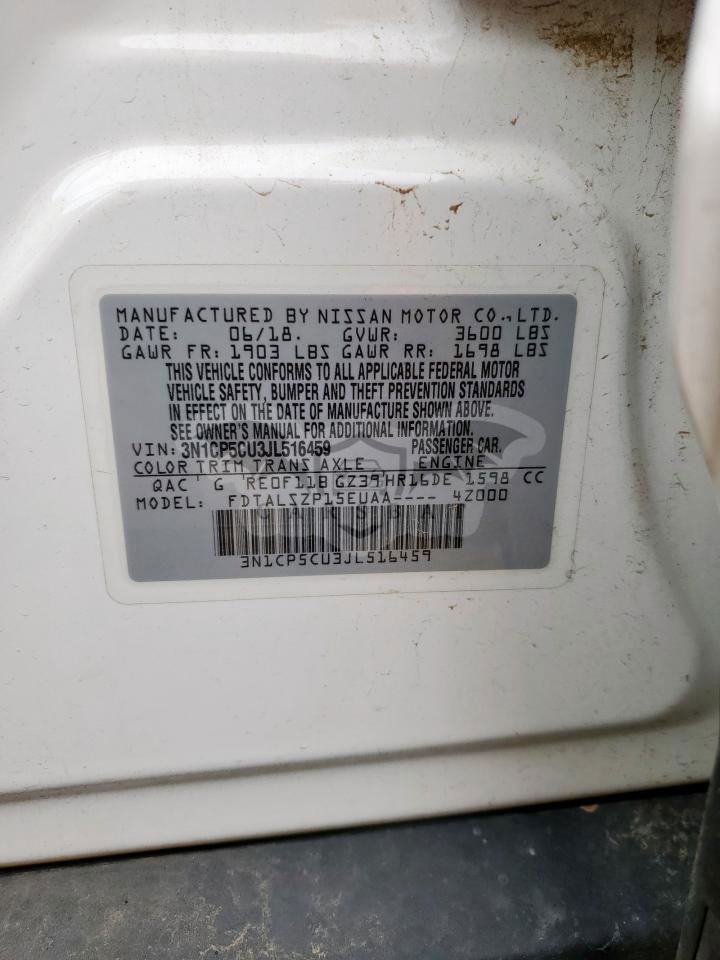 MANUFACTURED BY NISSAN MOTOR CO., LTD.
DATE: 06/18. GVWR: 3600 LBS
GAWR FR: 1903 LBS GAWR RR: 1698 LBS
THIS VEHICLE CONFORMS TO ALL APPLICABLE FEDERAL MOTOR
VEHICLE SAFETY, BUMPER AND THEFT PREVENTION STANDARDS
IN EFFECT ON THE DATE OF MANUFACTURE SHOWN ABOVE.
SEE OWNER'S MANUAL FOR ADDITIONAL INFORMATION.
VIN: 3N1CP5CU3JL516459 PASSENGER CAR.
COLOR TRIM TRANS AXLE ENGINE
QAC G RE0F11B GZ39 HR16DE 1598 CC
MODEL: FDTALSZP15EUAA---- 4Z000
3N1CP5CU3JL516459